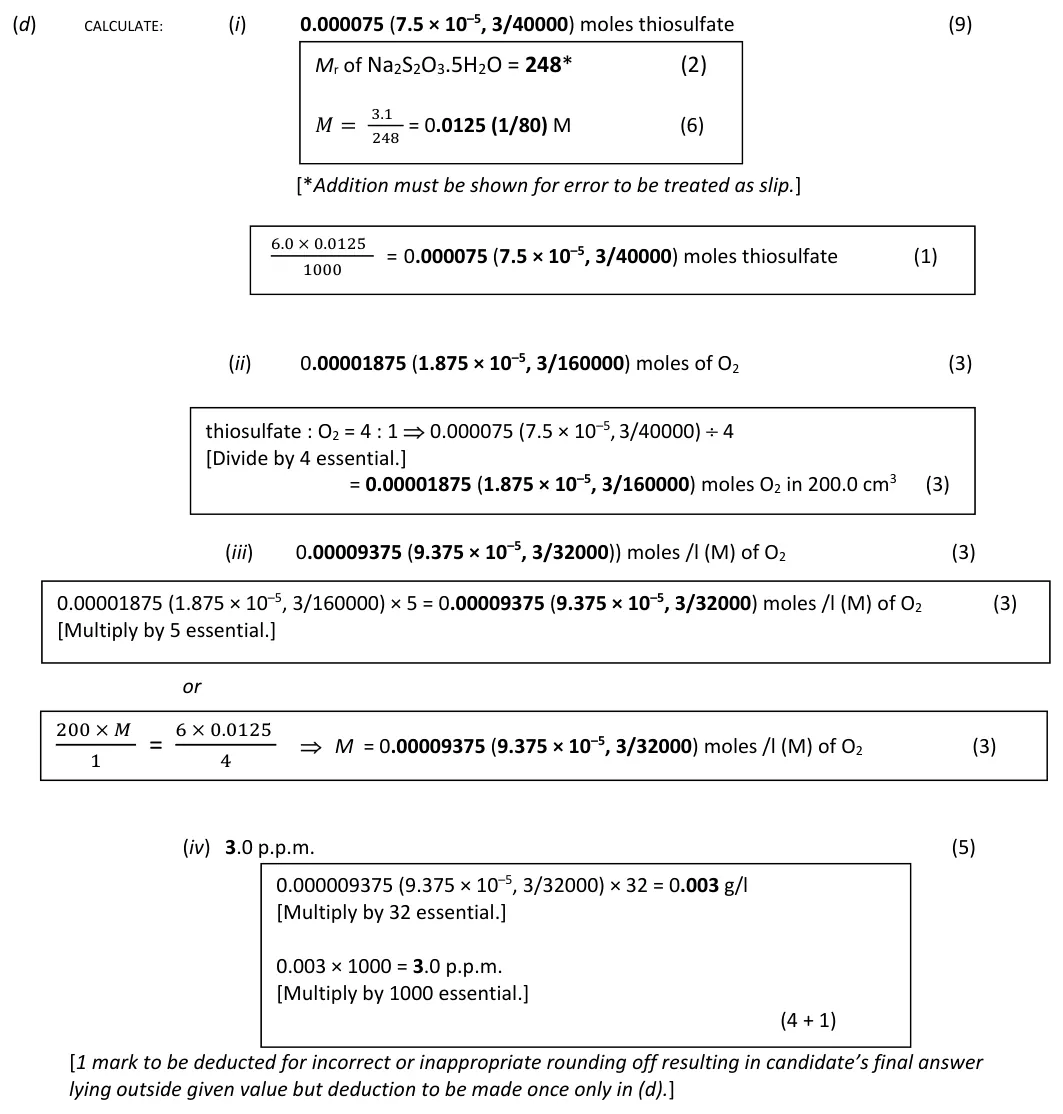 (d) CALCULATE: (i) 0.000075 (7.5 × 10⁻⁵, 3/40000) moles thiosulfate (9)
Mᵣ of Na₂S₂O₃.5H₂O = 248* (2)
M = 3.1/248 = 0.0125 (1/80) M (6)
[*Addition must be shown for error to be treated as slip.]
6.0 × 0.0125/1000 = 0.000075 (7.5 × 10⁻⁵, 3/40000) moles thiosulfate (1)
(ii) 0.00001875 (1.875 × 10⁻⁵, 3/160000) moles of O₂ (3)
thiosulfate : O₂ = 4 : 1 ⇒ 0.000075 (7.5 × 10⁻⁵, 3/40000) ÷ 4
[Divide by 4 essential.]
= 0.00001875 (1.875 × 10⁻⁵, 3/160000) moles O₂ in 200.0 cm³ (3)
(iii) 0.00009375 (9.375 × 10⁻⁵, 3/32000)) moles /l (M) of O₂ (3)
0.00001875 (1.875 × 10⁻⁵, 3/160000) × 5 = 0.00009375 (9.375 × 10⁻⁵, 3/32000) moles /l (M) of O₂ (3)
[Multiply by 5 essential.]
or
200 × M/1 = 6 × 0.0125/4 ⇒ M = 0.00009375 (9.375 × 10⁻⁵, 3/32000) moles /l (M) of O₂ (3)
(iv) 3.0 p.p.m. (5)
0.000009375 (9.375 × 10⁻⁵, 3/32000) × 32 = 0.003 g/l
[Multiply by 32 essential.]
0.003 × 1000 = 3.0 p.p.m.
[Multiply by 1000 essential.]
(4 + 1)
[1 mark to be deducted for incorrect or inappropriate rounding off resulting in candidate's final answer
lying outside given value but deduction to be made once only in (d).]